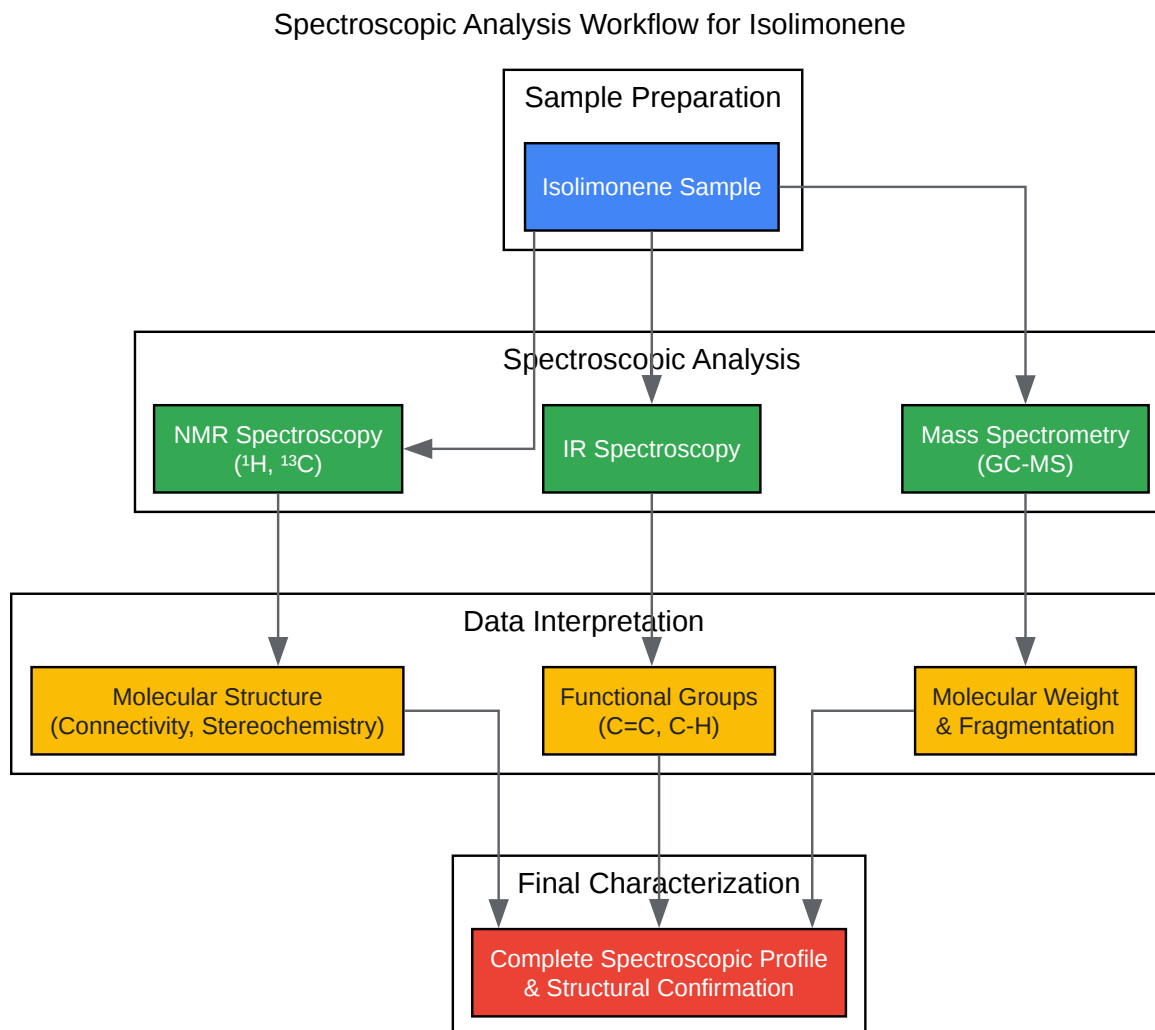 Spectroscopic Analysis Workflow for Isolimonene
Sample Preparation
Isolimonene Sample
Spectroscopic Analysis
NMR Spectroscopy
(¹H, ¹³C)
IR Spectroscopy
Mass Spectrometry
(GC-MS)
Data Interpretation
Molecular Structure
(Connectivity, Stereochemistry)
Functional Groups
(C=C, C-H)
Molecular Weight
& Fragmentation
Final Characterization
Complete Spectroscopic Profile
& Structural Confirmation